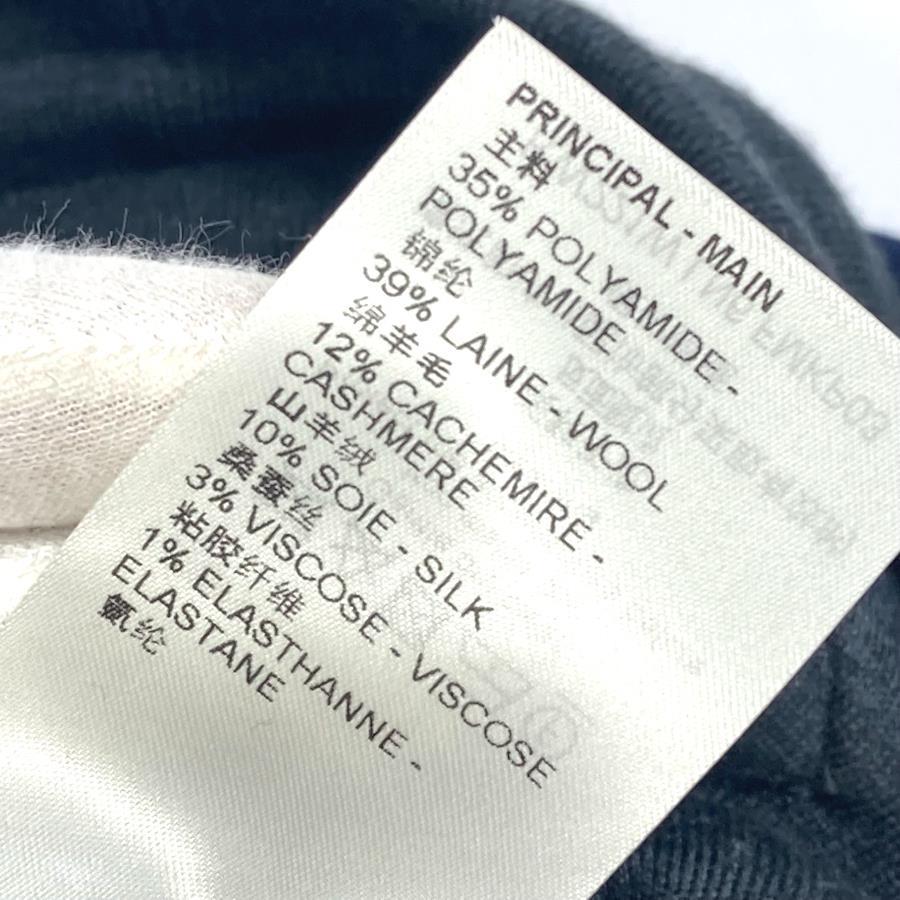 PRINCIPAL - MAIN
主料
35% POLYAMIDE -
POLYAMIDE
锦纶
39% LAINE - WOOL
绵羊毛
12% CACHEMIRE -
CASHMERE
山羊绒
10% SOIE - SILK
桑蚕丝
3% VISCOSE - VISCOSE
粘胶纤维
1% ELASTHANNE -
ELASTANE
氨纶